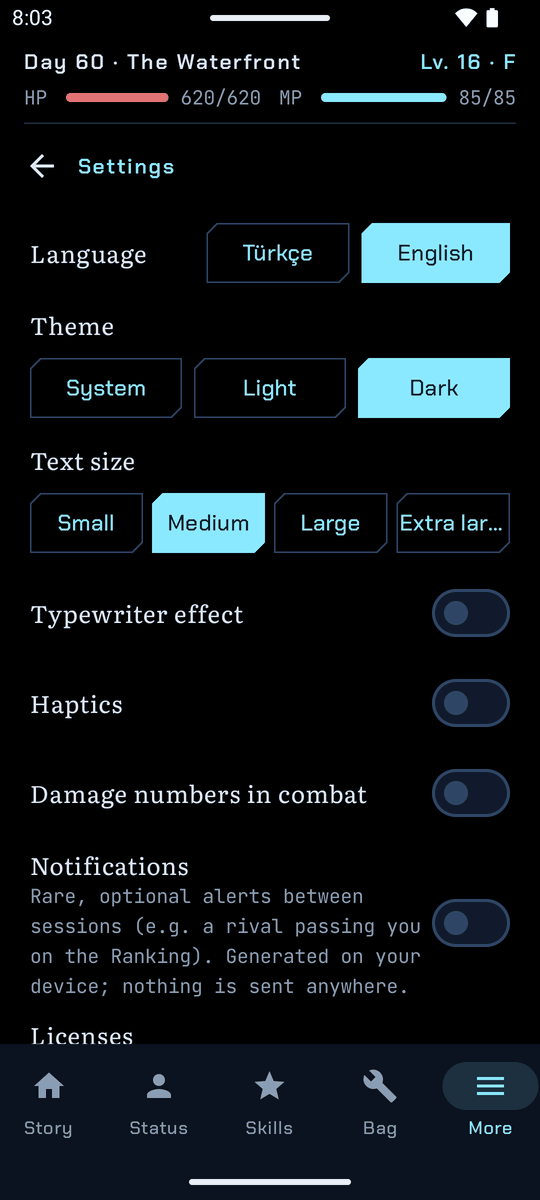 8:03
Day 60 · The Waterfront
Lv. 16 · F
HP 620/620 MP 85/85
Settings
Language Türkçe English
Theme
System Light Dark
Text size
Small Medium Large Extra lar...
Typewriter effect
Haptics
Damage numbers in combat
Notifications
Rare, optional alerts between
sessions (e.g. a rival passing you
on the Ranking). Generated on your
device; nothing is sent anywhere.
Licenses
Story Status Skills Bag More